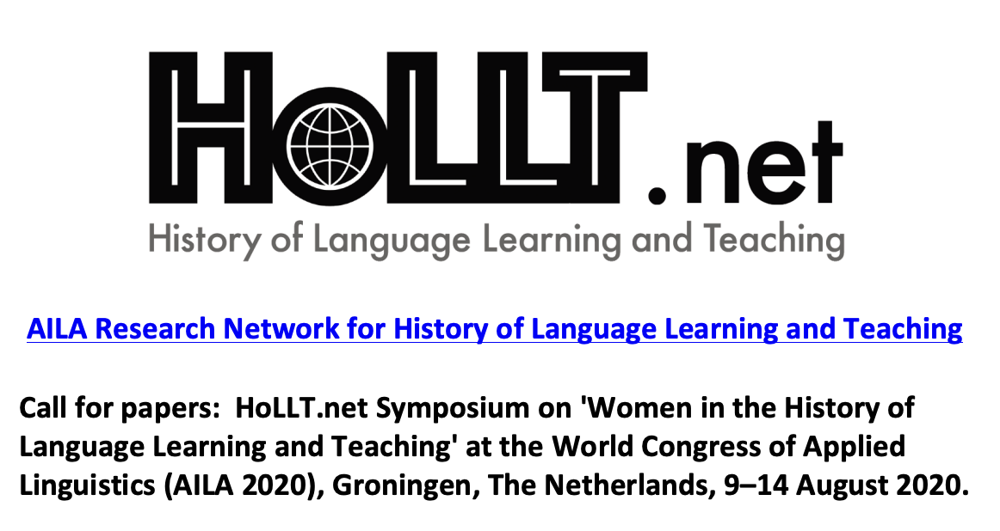 HoLLT.net
History of Language Learning and Teaching
AILA Research Network for History of Language Learning and Teaching
Call for papers:  HoLLT.net Symposium on 'Women in the History of
Language Learning and Teaching' at the World Congress of Applied
Linguistics (AILA 2020), Groningen, The Netherlands, 9–14 August 2020.